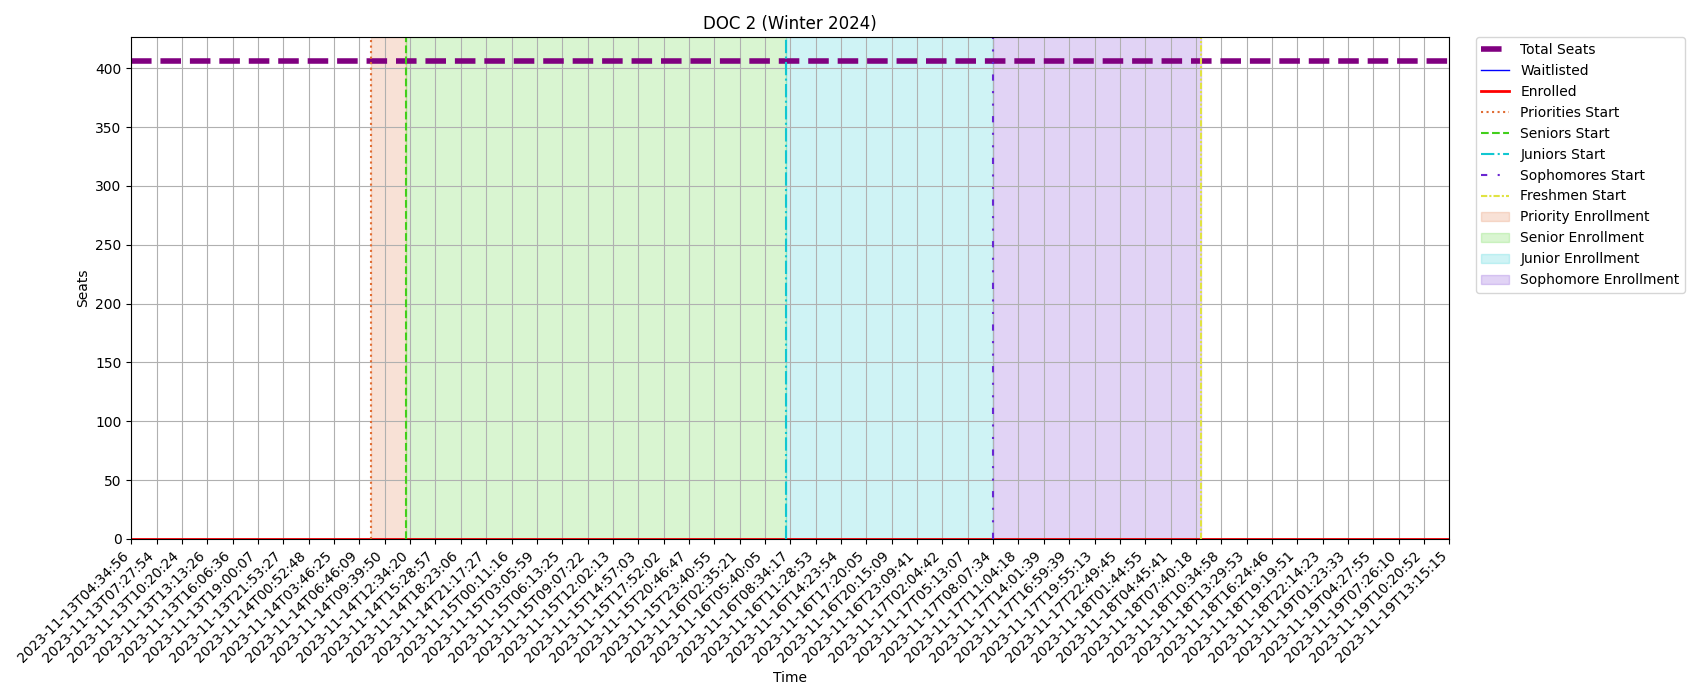 DOC 2 (Winter 2024)
Total Seats
Waitlisted
Enrolled
Priorities Start
Seniors Start
Juniors Start
Sophomores Start
Freshmen Start
Priority Enrollment
Senior Enrollment
Junior Enrollment
Sophomore Enrollment
Seats
400
350
300
250
200
150
100
50
0
2023-11-13T04:34:56
2023-11-13T07:27:54
2023-11-13T10:20:24
2023-11-13T13:13:26
2023-11-13T16:06:36
2023-11-13T19:00:07
2023-11-13T21:53:27
2023-11-14T00:52:48
2023-11-14T03:46:25
2023-11-14T06:46:09
2023-11-14T09:39:50
2023-11-14T12:34:20
2023-11-14T15:28:57
2023-11-14T18:23:06
2023-11-14T21:17:27
2023-11-15T00:11:16
2023-11-15T03:05:59
2023-11-15T06:13:25
2023-11-15T09:07:22
2023-11-15T12:02:13
2023-11-15T14:57:03
2023-11-15T17:52:02
2023-11-15T20:46:47
2023-11-15T23:40:55
2023-11-16T02:35:21
2023-11-16T05:40:05
2023-11-16T08:34:17
2023-11-16T11:28:53
2023-11-16T14:23:54
2023-11-16T17:20:05
2023-11-16T20:15:09
2023-11-16T23:09:41
2023-11-17T02:04:42
2023-11-17T05:13:07
2023-11-17T08:07:34
2023-11-17T11:04:18
2023-11-17T14:01:39
2023-11-17T16:59:39
2023-11-17T19:55:13
2023-11-17T22:49:45
2023-11-18T01:44:55
2023-11-18T04:45:41
2023-11-18T07:40:18
2023-11-18T10:34:58
2023-11-18T13:29:53
2023-11-18T16:24:46
2023-11-18T19:19:51
2023-11-18T22:14:23
2023-11-19T01:23:33
2023-11-19T04:27:55
2023-11-19T07:26:10
2023-11-19T10:20:52
2023-11-19T13:15:15
Time